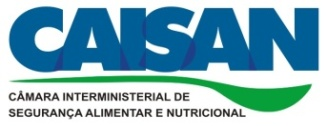 CAISAN
CÂMARA INTERMINISTERIAL DE
SEGURANÇA ALIMENTAR E NUTRICIONAL